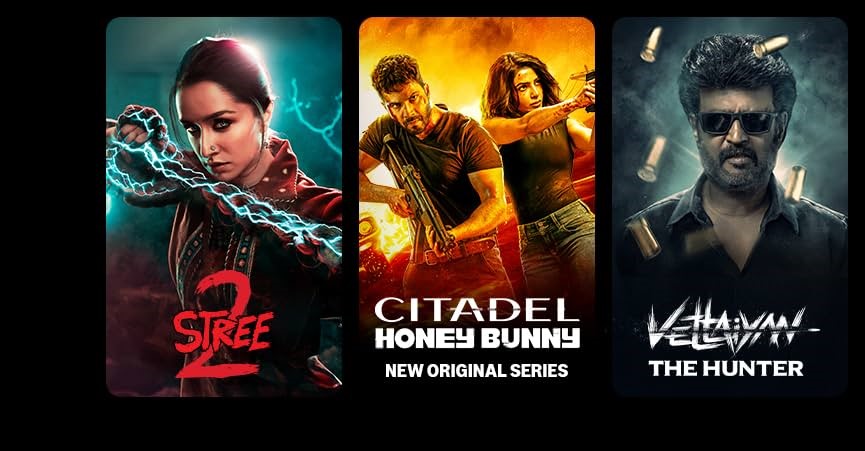 STREE
2
CITADEL
HONEY BUNNY
NEW ORIGINAL SERIES
VETTAIYAN
THE HUNTER